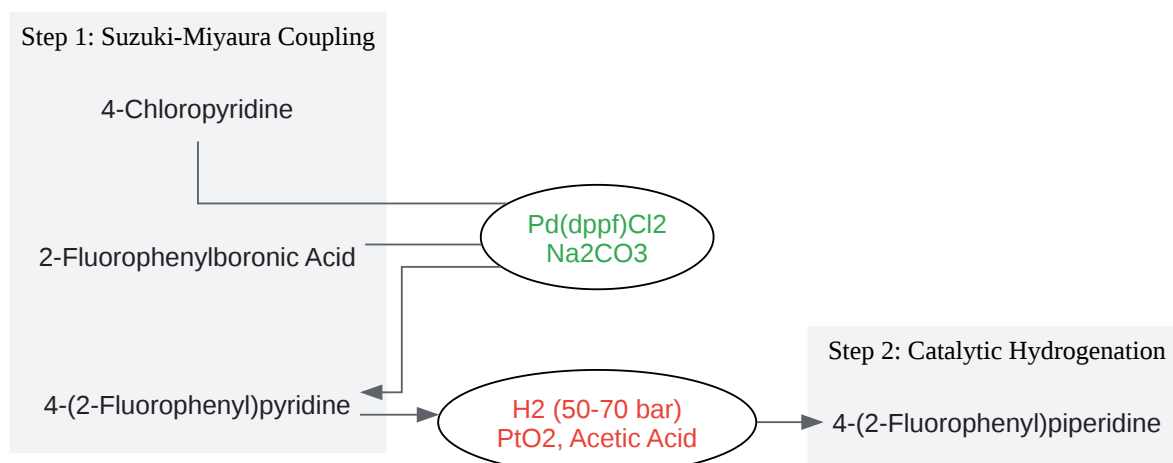 Step 1: Suzuki-Miyaura Coupling
4-Chloropyridine
Pd(dppf)Cl2
Na2CO3
2-Fluorophenylboronic Acid
Step 2: Catalytic Hydrogenation
4-(2-Fluorophenyl)pyridine
H2 (50-70 bar)
PtO2, Acetic Acid
4-(2-Fluorophenyl)piperidine